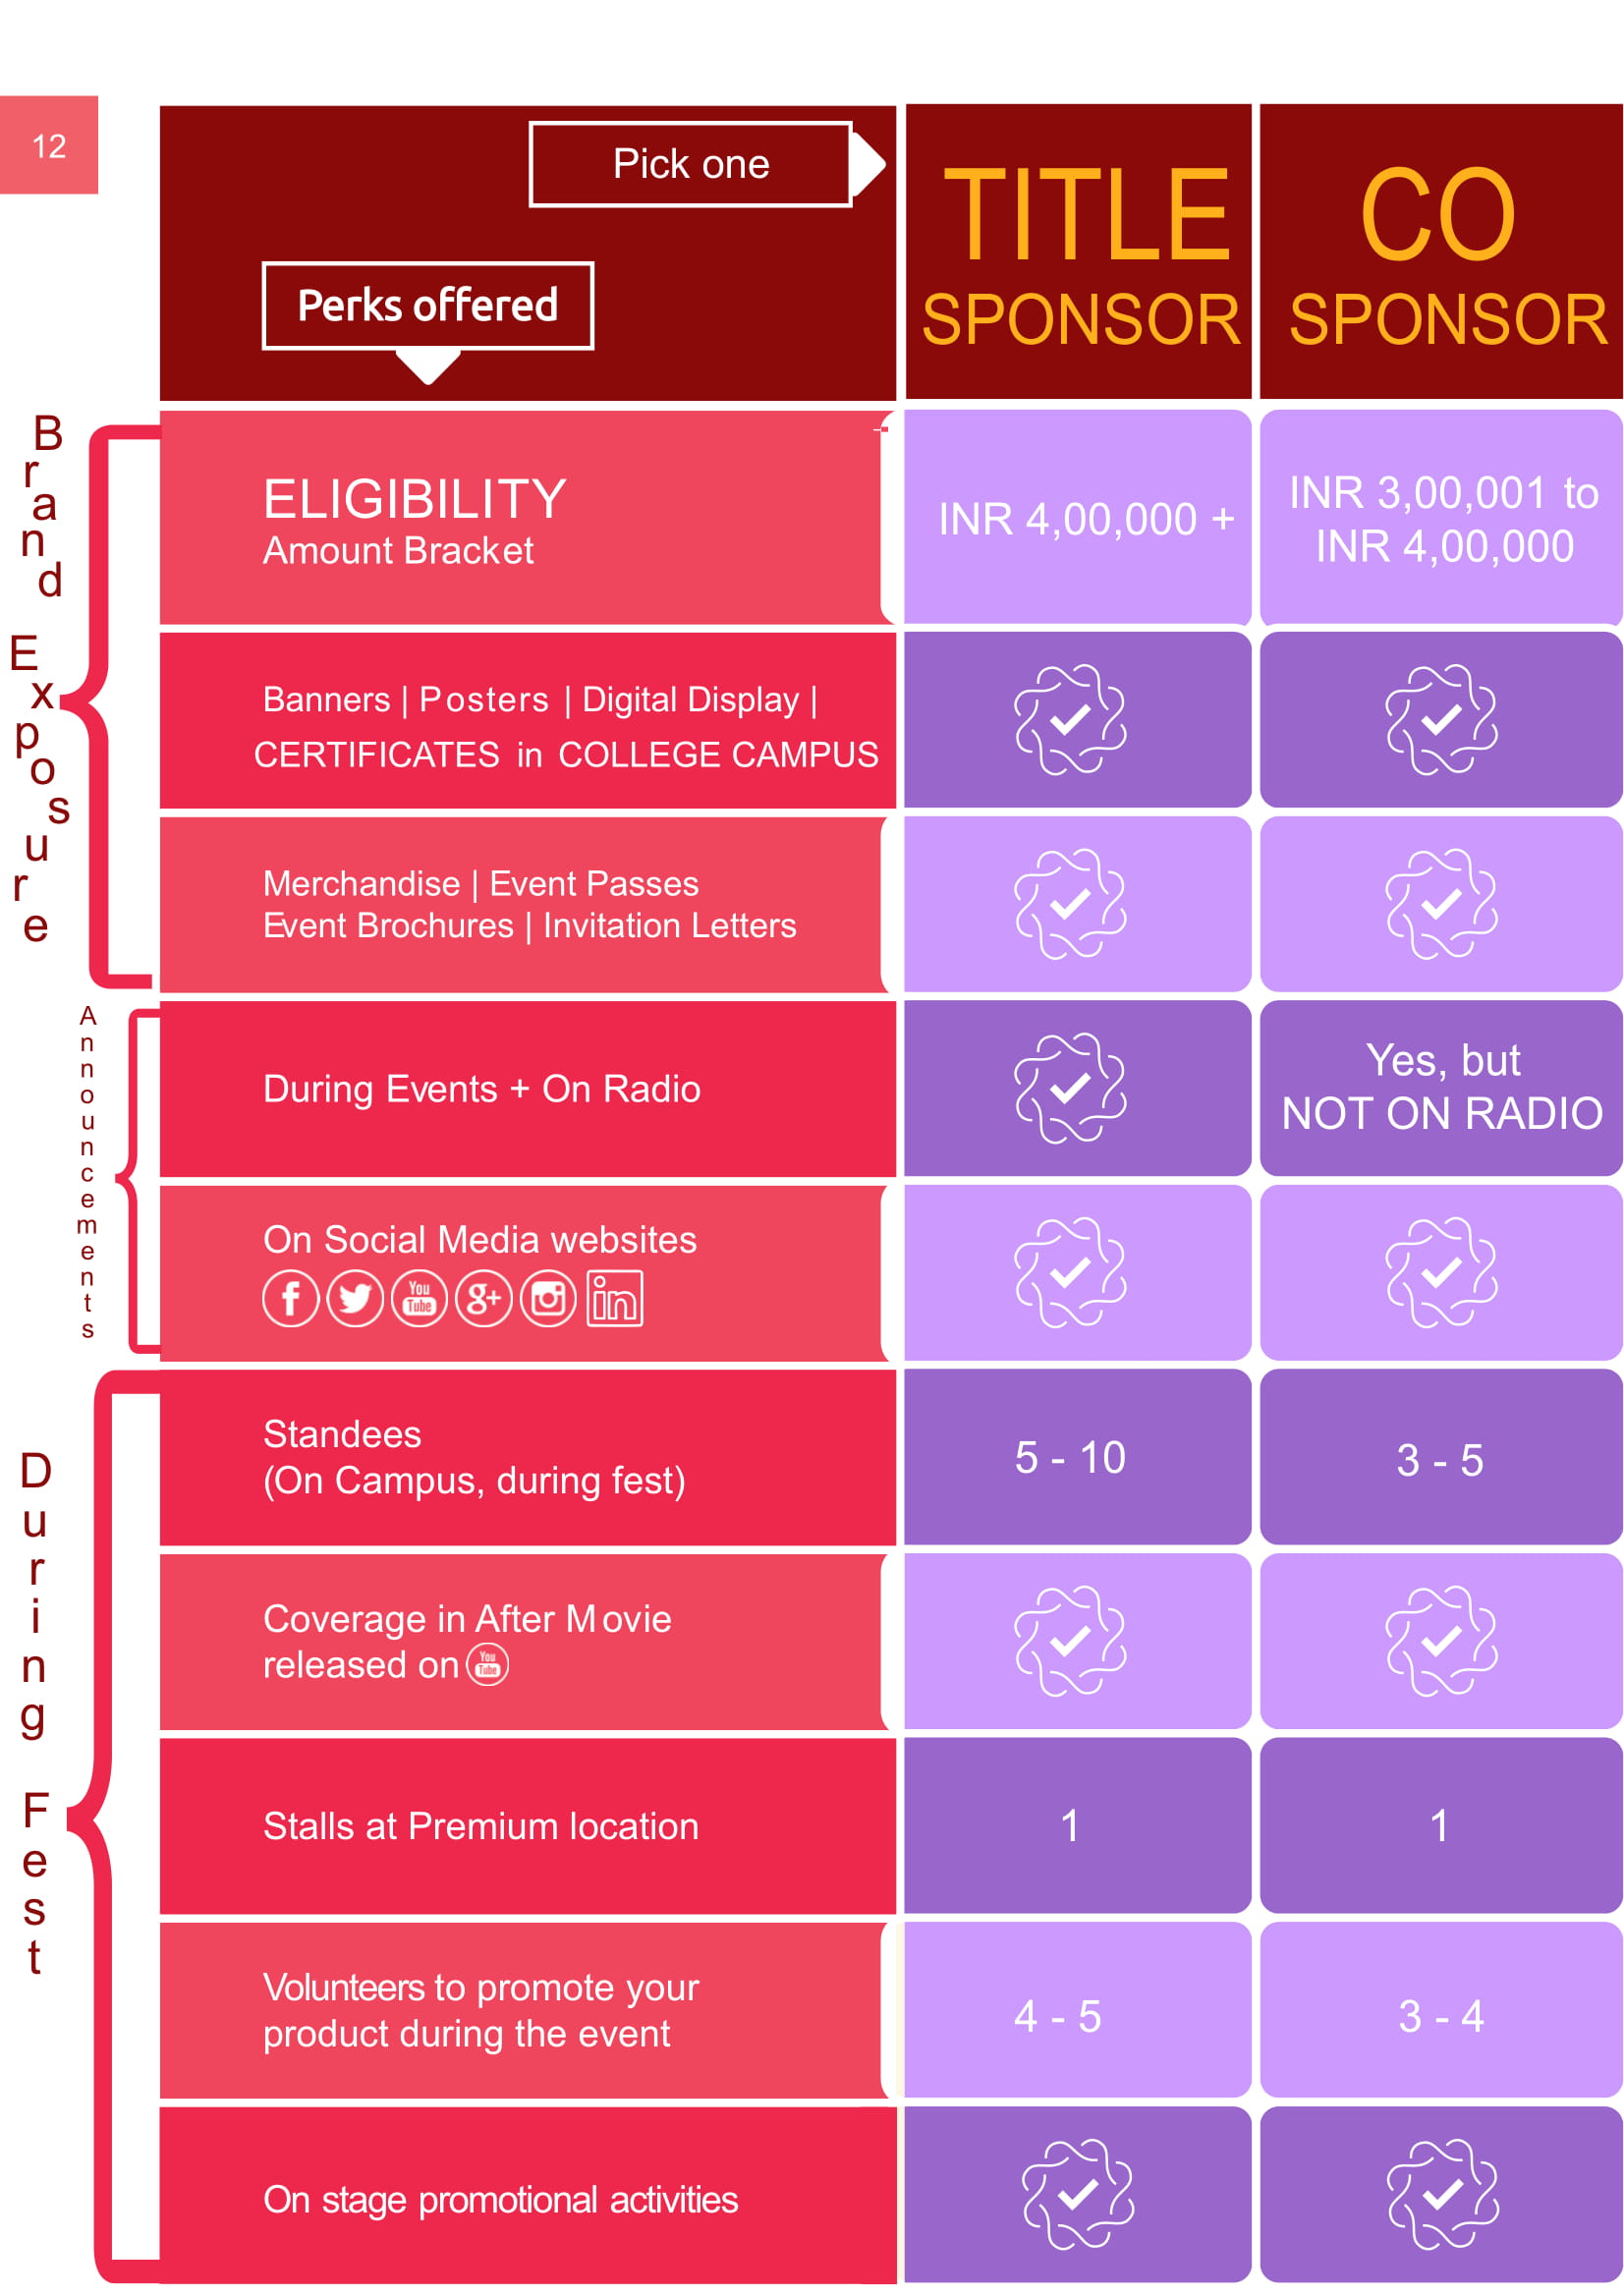 12
Pick one
Perks offered
TITLE
SPONSOR
CO
SPONSOR
Brand Exposure
ELIGIBILITY
Amount Bracket
INR 4,00,000 +
INR 3,00,001 to
INR 4,00,000
Banners | Posters | Digital Display |
CERTIFICATES in COLLEGE CAMPUS
Merchandise | Event Passes
Event Brochures | Invitation Letters
Announcements
During Events + On Radio
Yes, but
NOT ON RADIO
On Social Media websites
f You Tube g+ in
During Fest
Standees
(On Campus, during fest)
5 - 10
3 - 5
Coverage in After Movie
released on You Tube
Stalls at Premium location
1
1
Volunteers to promote your
product during the event
4 - 5
3 - 4
On stage promotional activities